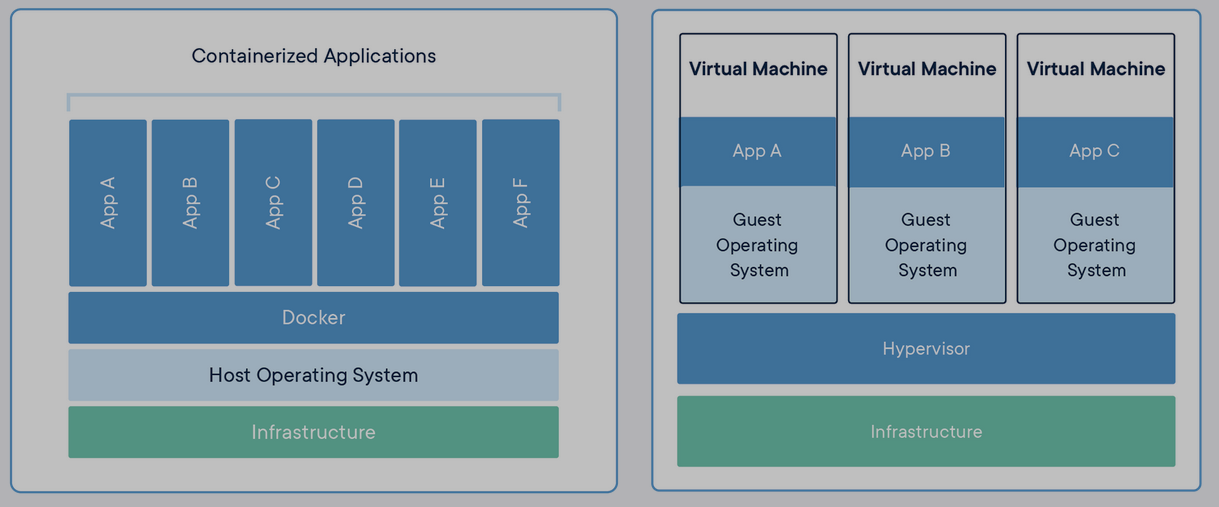 Containerized Applications
App A
App B
App C
App D
App E
App F
Docker
Host Operating System
Infrastructure
Virtual Machine
App A
Guest
Operating
System
Virtual Machine
App B
Guest
Operating
System
Virtual Machine
App C
Guest
Operating
System
Hypervisor
Infrastructure